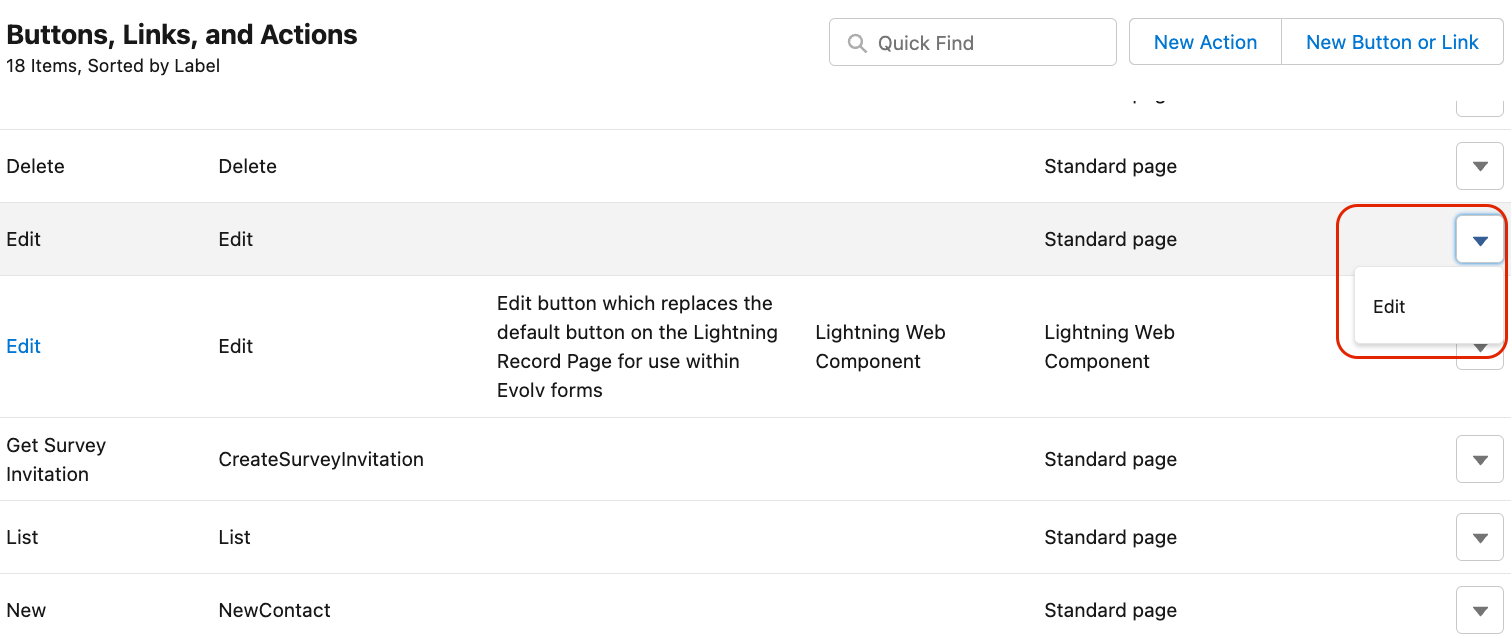 Buttons, Links, and Actions
18 Items, Sorted by Label
Quick Find
New Action
New Button or Link
Delete
Delete
Standard page
Edit
Edit
Standard page
Edit
Edit
Edit
Edit button which replaces the
default button on the Lightning
Record Page for use within
Evolv forms
Lightning Web
Component
Lightning Web
Component
Get Survey
Invitation
CreateSurveyInvitation
Standard page
List
List
Standard page
New
NewContact
Standard page